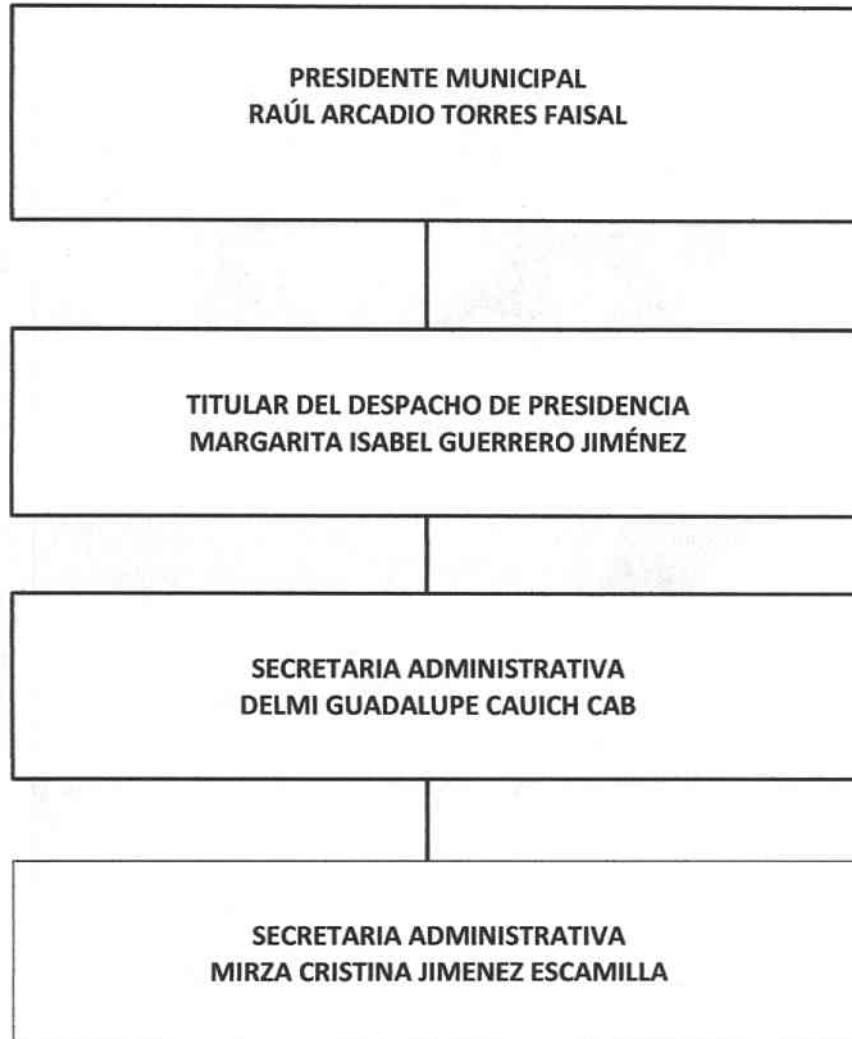 PRESIDENTE MUNICIPAL
RAÚL ARCADIO TORRES FAISAL
TITULAR DEL DESPACHO DE PRESIDENCIA
MARGARITA ISABEL GUERRERO JIMÉNEZ
SECRETARIA ADMINISTRATIVA
DELMI GUADALUPE CAUICH CAB
SECRETARIA ADMINISTRATIVA
MIRZA CRISTINA JIMENEZ ESCAMILLA